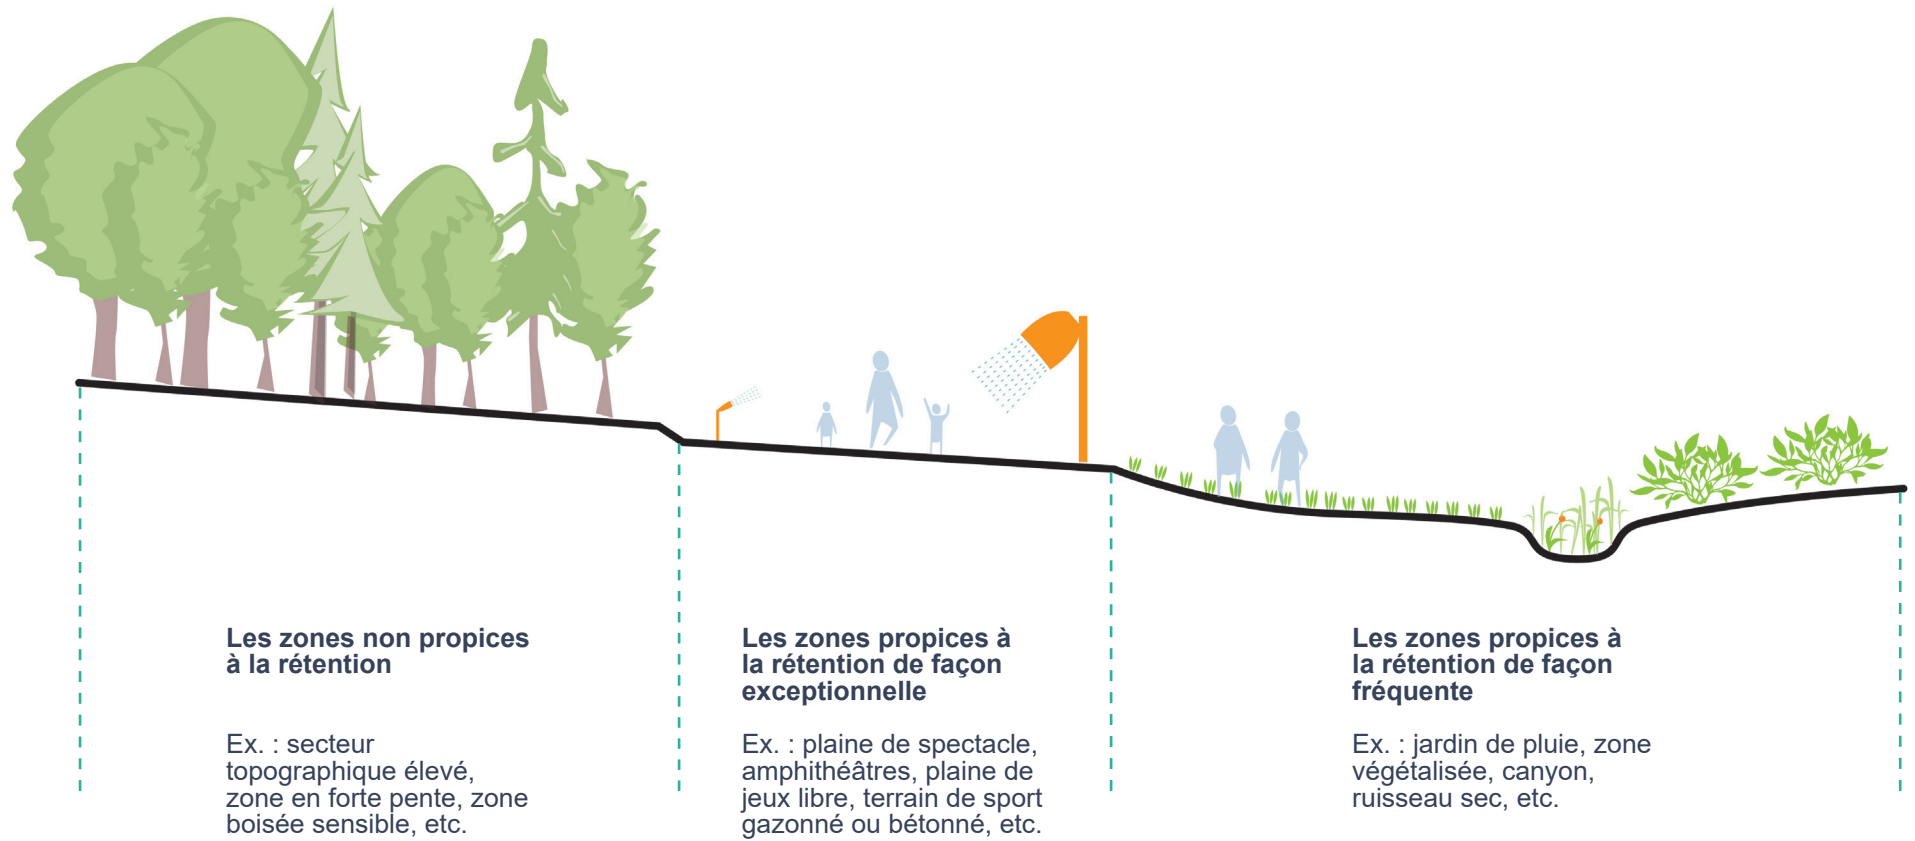 Les zones non propices
à la rétention
Ex. : secteur
topographique élevé,
zone en forte pente, zone
boisée sensible, etc.
Les zones propices à
la rétention de façon
exceptionnelle
Ex. : plaine de spectacle,
amphithéâtres, plaine de
jeux libre, terrain de sport
gazonné ou bétonné, etc.
Les zones propices à
la rétention de façon
fréquente
Ex. : jardin de pluie, zone
végétalisée, canyon,
ruisseau sec, etc.